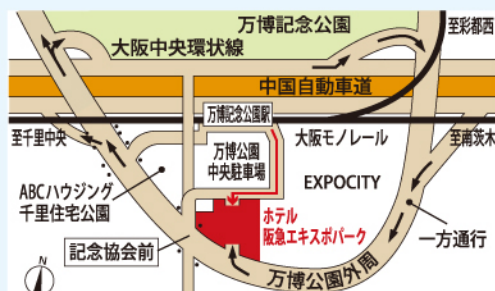 万博記念公園
至彩都西
大阪中央環状線
中国自動車道
万博記念公園駅
至千里中央
大阪モノレール
至南茨木
万博公園
中央駐車場
EXPOCITY
ABCハウジング
千里住宅公園
ホテル
阪急エキスポパーク
一方通行
記念協会前
万博公園外周
N